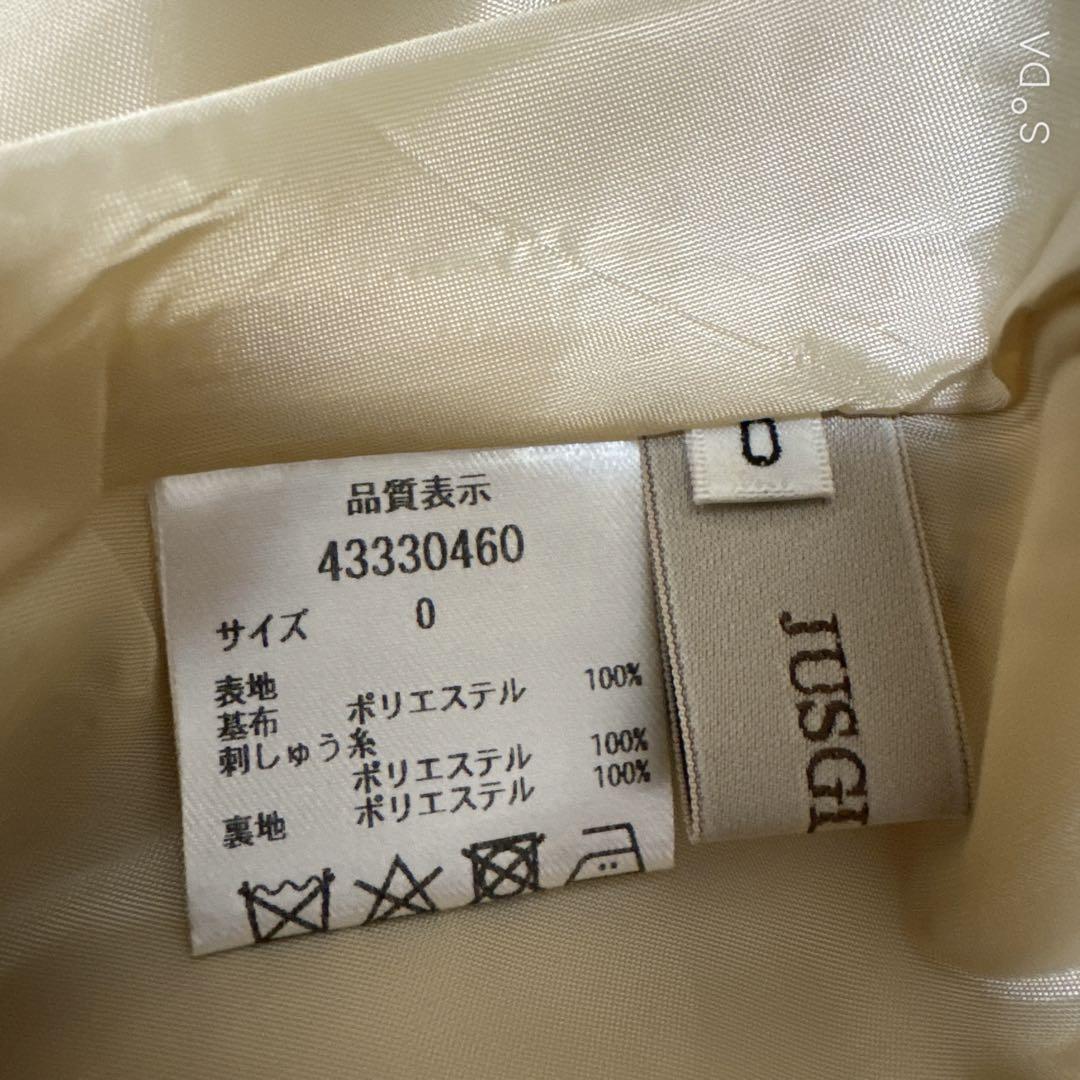 品質表示
43330460
サイズ 0
表地
基布 ポリエステル 100%
刺しゅう糸
ポリエステル 100%
裏地 ポリエステル 100%
0
JUSGL
SODA